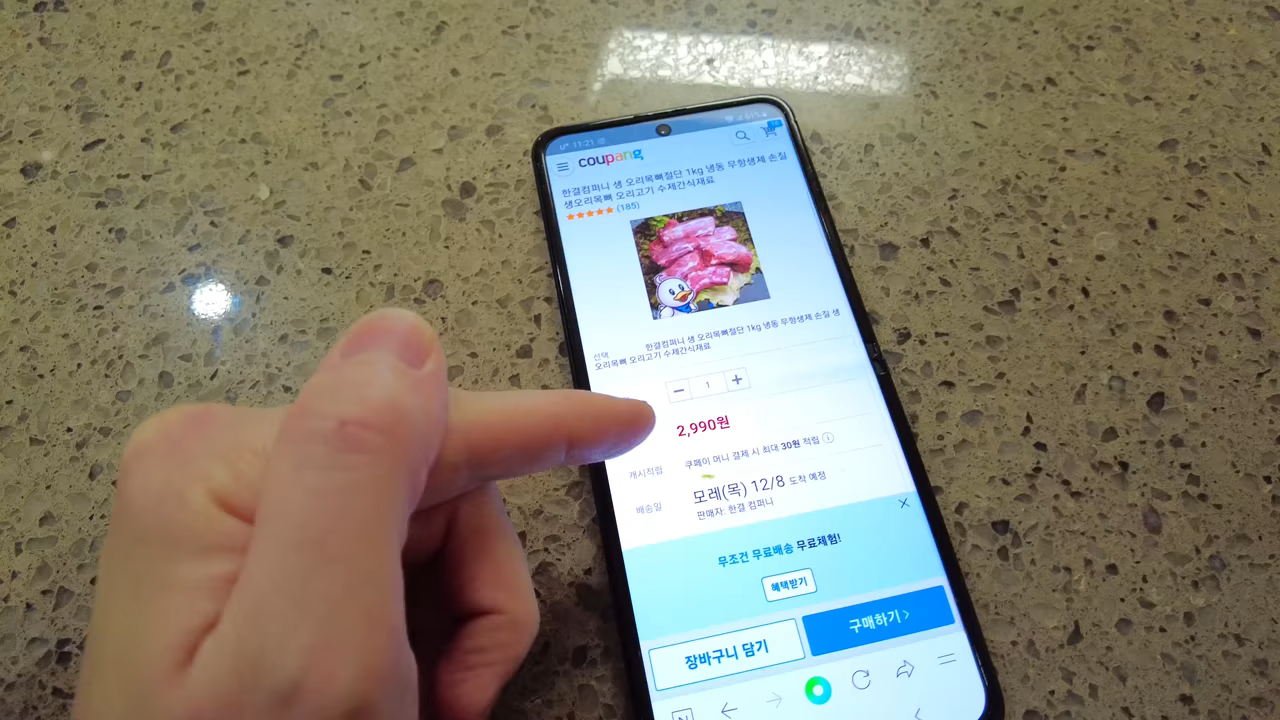 11:21
61%
coupang
한결컴퍼니 생 오리목뼈절단 1kg 냉동 무항생제 손질
생오리목뼈 오리고기 수제간식재료
(185)
선택 한결컴퍼니 생 오리목뼈절단 1kg 냉동 무항생제 손질 생
오리목뼈 오리고기 수제간식재료
1
2,990원
캐시적립 쿠페이 머니 결제 시 최대 30원 적립
배송일 모레(목) 12/8 도착 예정
판매자: 한결 컴퍼니
무조건 무료배송 무료체험!
혜택받기
장바구니 담기 구매하기
N